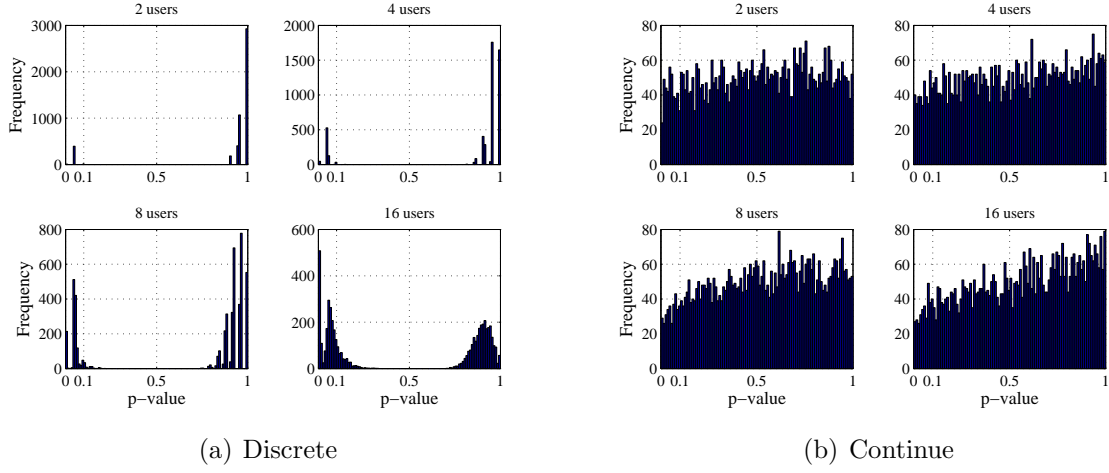 2 users
4 users
3000
2000
1000
0
Frequency
0 0.1 0.5 1
2000
1500
1000
500
0
0 0.1 0.5 1
8 users
16 users
800
600
400
200
0
Frequency
0 0.1 0.5 1
p−value
600
400
200
0
0 0.1 0.5 1
p−value
(a) Discrete
2 users
4 users
80
60
40
20
0
Frequency
0 0.1 0.5 1
80
60
40
20
0
0 0.1 0.5 1
8 users
16 users
80
60
40
20
0
Frequency
0 0.1 0.5 1
p−value
80
60
40
20
0
0 0.1 0.5 1
p−value
(b) Continue